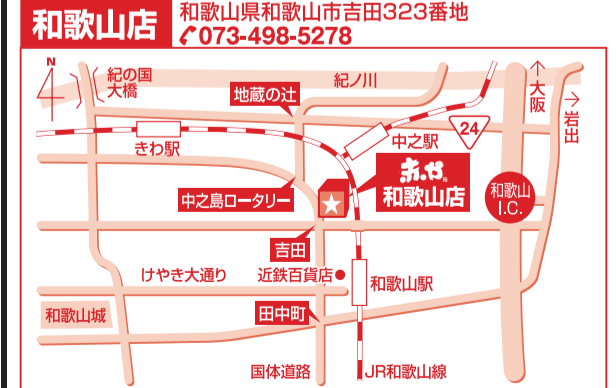 和歌山店
和歌山県和歌山市吉田323番地
073-498-5278
N
紀の国
大橋
紀ノ川
↑大阪
→岩出
地蔵の辻
きわ駅
中之駅
24
和歌山店
和歌山
I.C.
中之島ロータリー
吉田
けやき大通り
近鉄百貨店
和歌山駅
和歌山城
田中町
国体道路
JR和歌山線